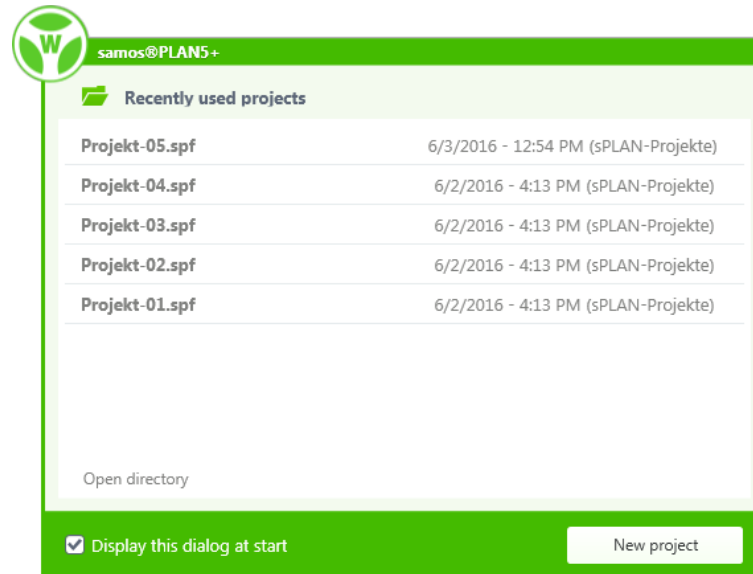 W
samos®PLAN5+
Recently used projects
Projekt-05.spf 6/3/2016 - 12:54 PM (sPLAN-Projekte)
Projekt-04.spf 6/2/2016 - 4:13 PM (sPLAN-Projekte)
Projekt-03.spf 6/2/2016 - 4:13 PM (sPLAN-Projekte)
Projekt-02.spf 6/2/2016 - 4:13 PM (sPLAN-Projekte)
Projekt-01.spf 6/2/2016 - 4:13 PM (sPLAN-Projekte)
Open directory
Display this dialog at start New project